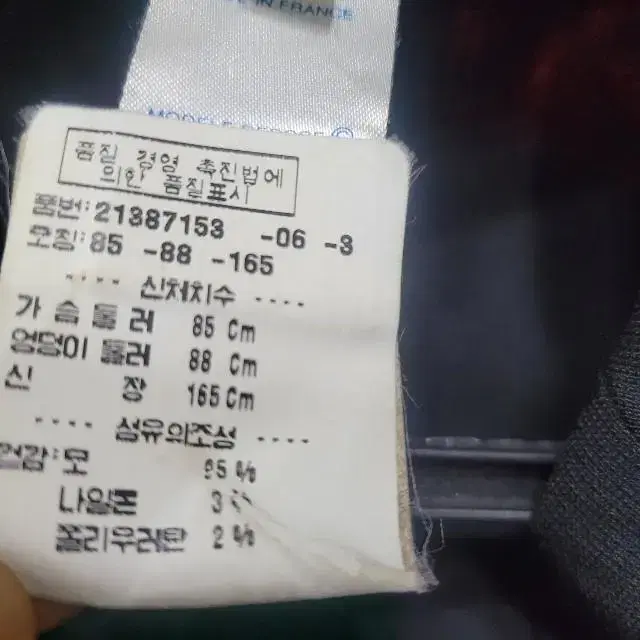 IN FRANCE
MODELE
품질 경영 촉진법에
의한 품질표시
품번:21387153 -06 -3
호칭:85 -88 -165
···· 신체치수 ····
가 슴 둘 러 85 Cm
엉덩이 둘러 88 Cm
신 장 165 Cm
···· 섬유의조성 ····
겉감:모 95 %
나일론 3 %
폴리우레탄 2 %